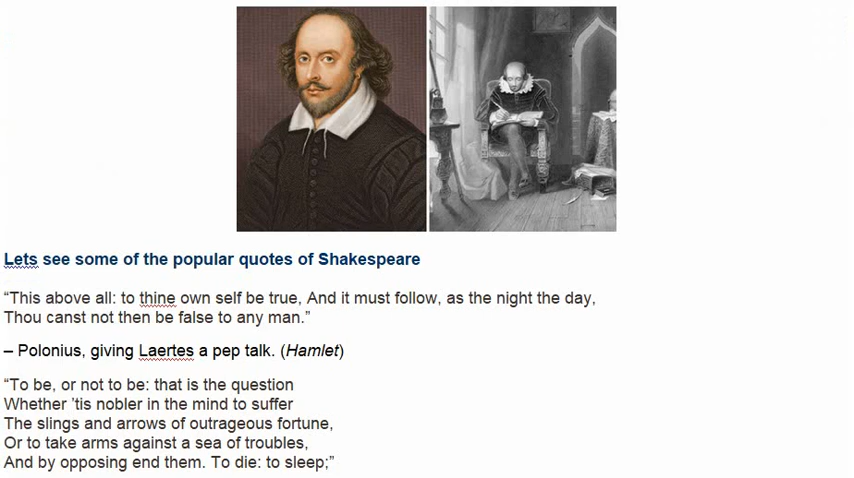 Lets see some of the popular quotes of Shakespeare
“This above all: to thine own self be true, And it must follow, as the night the day,
Thou canst not then be false to any man.”
– Polonius, giving Laertes a pep talk. (Hamlet)
“To be, or not to be: that is the question
Whether ’tis nobler in the mind to suffer
The slings and arrows of outrageous fortune,
Or to take arms against a sea of troubles,
And by opposing end them. To die: to sleep;”